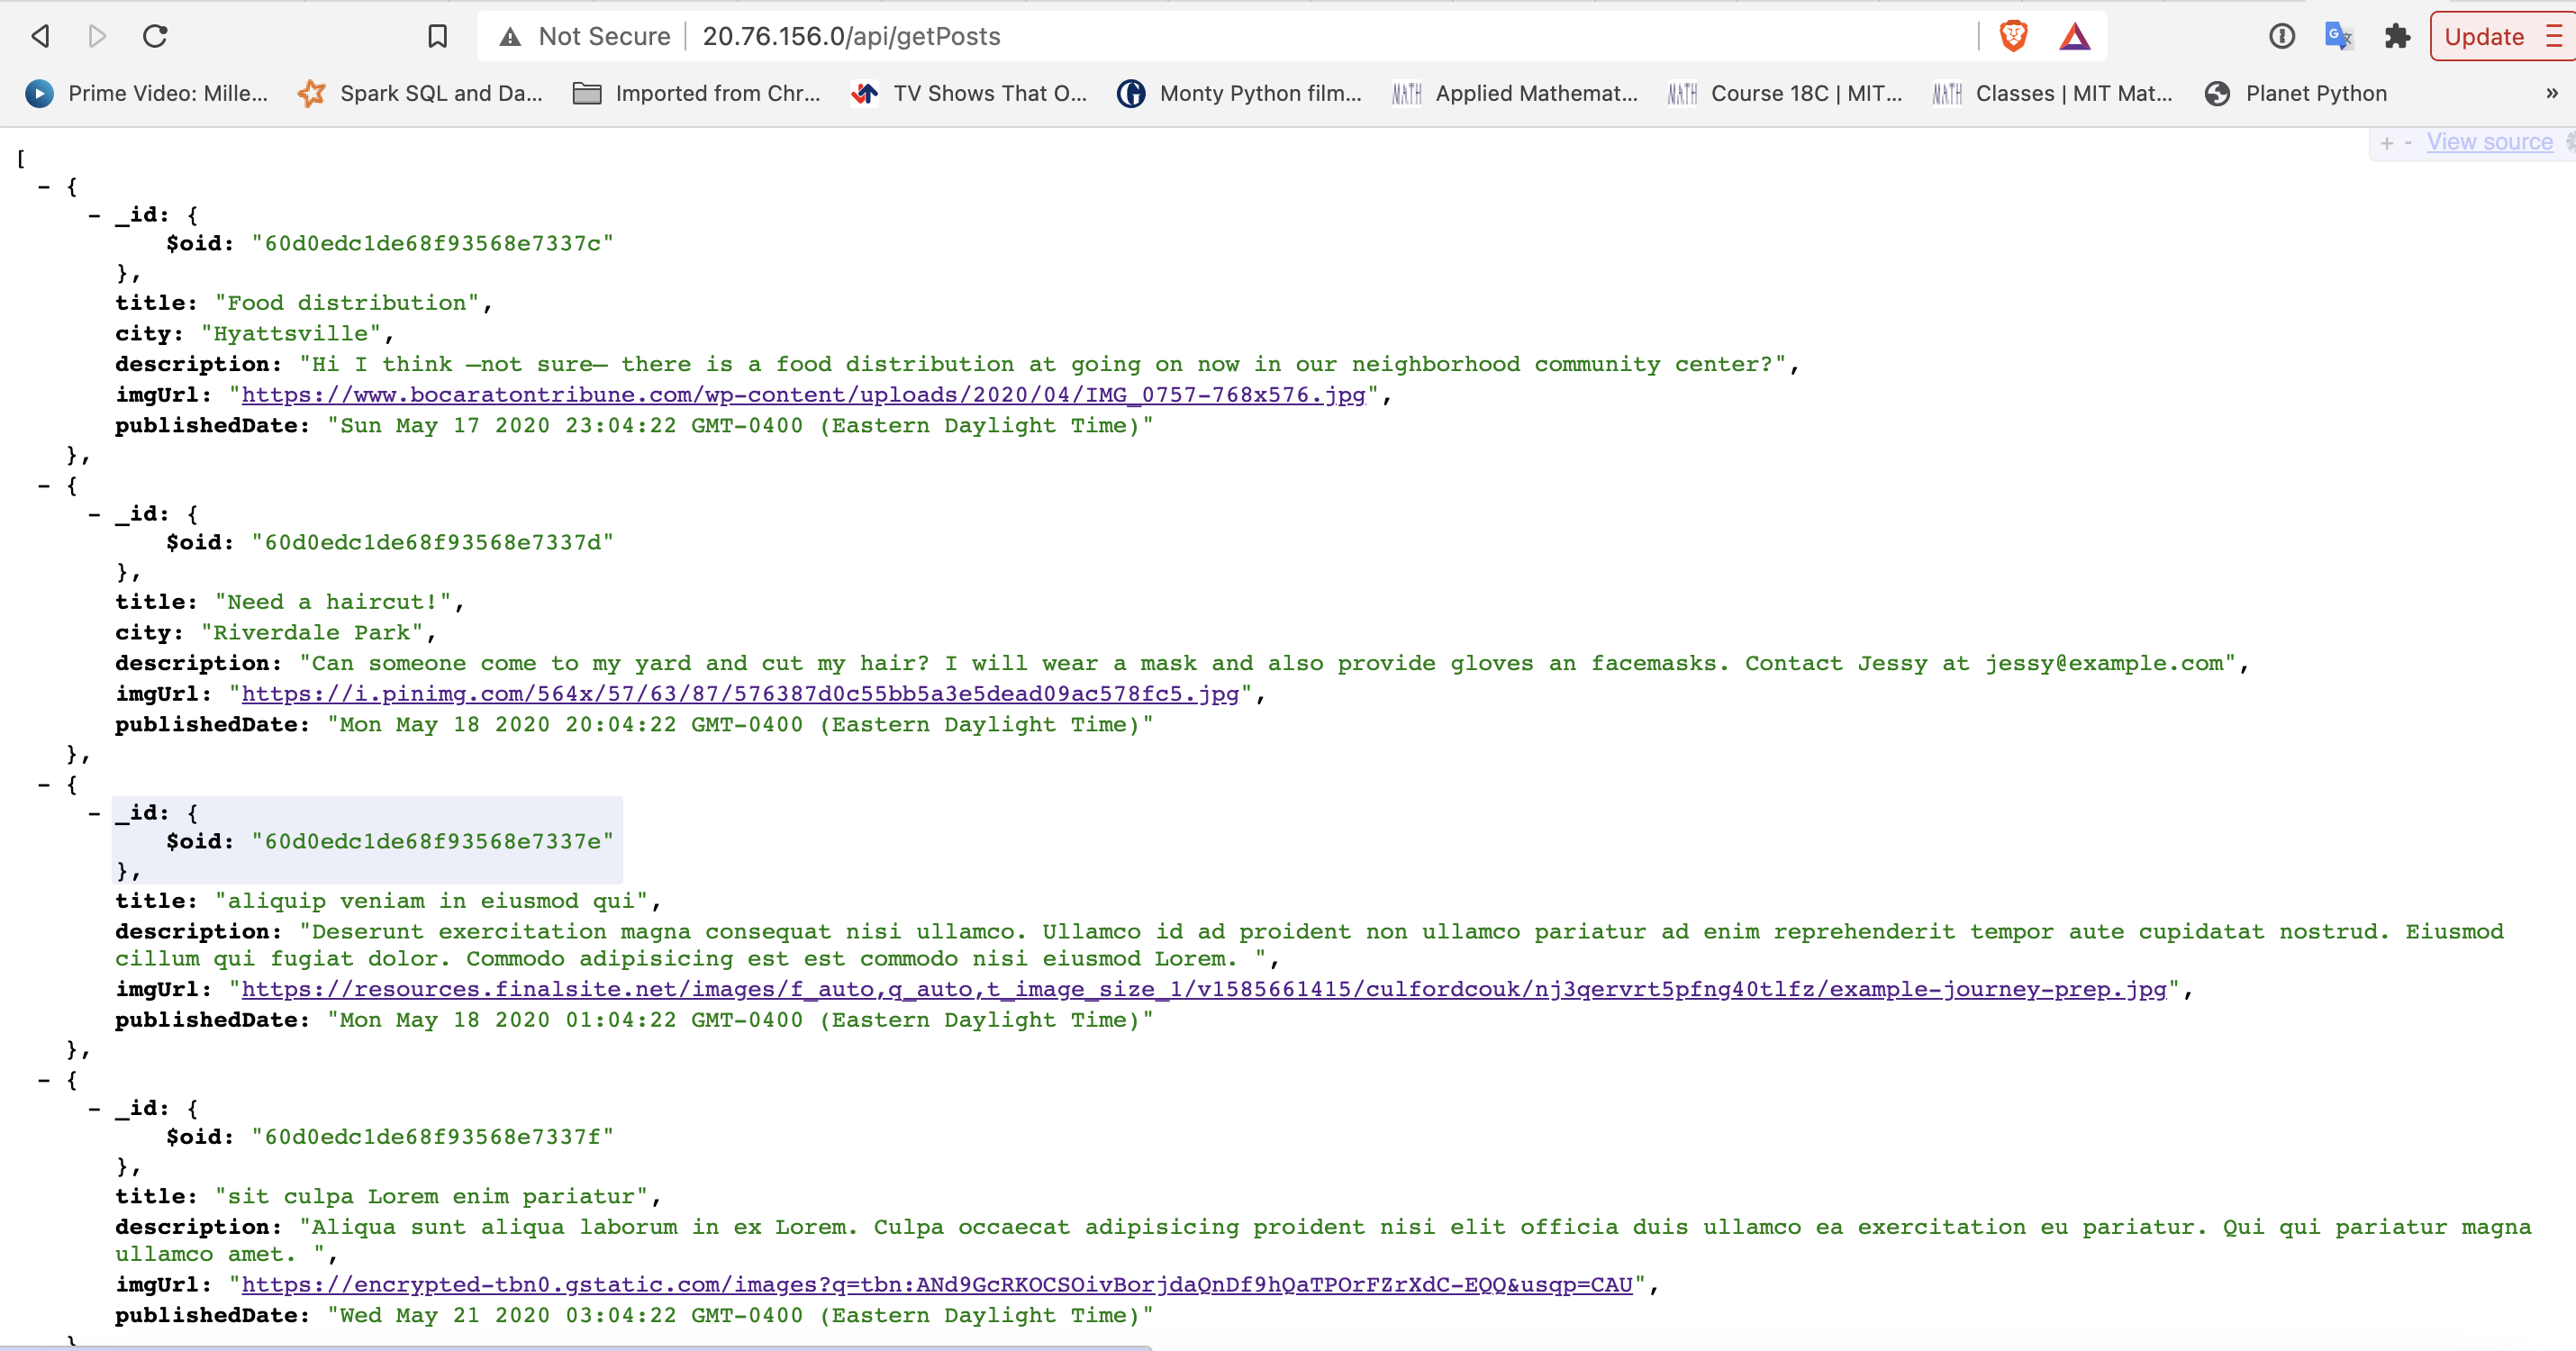 Not Secure 20.76.156.0/api/getPosts Update
Prime Video: Mille... Spark SQL and Da... Imported from Chr... TV Shows That O... Monty Python film... MATH Applied Mathemat... MATH Course 18C | MIT... MATH Classes | MIT Mat... Planet Python »
+ - View source
[
- {
- _id: {
$oid: "60d0edc1de68f93568e7337c"
},
title: "Food distribution",
city: "Hyattsville",
description: "Hi I think —not sure— there is a food distribution at going on now in our neighborhood community center?",
imgUrl: "https://www.bocaratontribune.com/wp-content/uploads/2020/04/IMG_0757-768x576.jpg",
publishedDate: "Sun May 17 2020 23:04:22 GMT-0400 (Eastern Daylight Time)"
},
- {
- _id: {
$oid: "60d0edc1de68f93568e7337d"
},
title: "Need a haircut!",
city: "Riverdale Park",
description: "Can someone come to my yard and cut my hair? I will wear a mask and also provide gloves an facemasks. Contact Jessy at jessy@example.com",
imgUrl: "https://i.pinimg.com/564x/57/63/87/576387d0c55bb5a3e5dead09ac578fc5.jpg",
publishedDate: "Mon May 18 2020 20:04:22 GMT-0400 (Eastern Daylight Time)"
},
- {
- _id: {
$oid: "60d0edc1de68f93568e7337e"
},
title: "aliquip veniam in eiusmod qui",
description: "Deserunt exercitation magna consequat nisi ullamco. Ullamco id ad proident non ullamco pariatur ad enim reprehenderit tempor aute cupidatat nostrud. Eiusmod
cillum qui fugiat dolor. Commodo adipisicing est est commodo nisi eiusmod Lorem. ",
imgUrl: "https://resources.finalsite.net/images/f_auto,q_auto,t_image_size_1/v1585661415/culfordcouk/nj3qervrt5pfng40tlfz/example-journey-prep.jpg",
publishedDate: "Mon May 18 2020 01:04:22 GMT-0400 (Eastern Daylight Time)"
},
- {
- _id: {
$oid: "60d0edc1de68f93568e7337f"
},
title: "sit culpa Lorem enim pariatur",
description: "Aliqua sunt aliqua laborum in ex Lorem. Culpa occaecat adipisicing proident nisi elit officia duis ullamco ea exercitation eu pariatur. Qui qui pariatur magna
ullamco amet. ",
imgUrl: "https://encrypted-tbn0.gstatic.com/images?q=tbn:ANd9GcRKOCSOivBorjdaQnDf9hQaTPOrFZrXdC-EQQ&usqp=CAU",
publishedDate: "Wed May 21 2020 03:04:22 GMT-0400 (Eastern Daylight Time)"
}